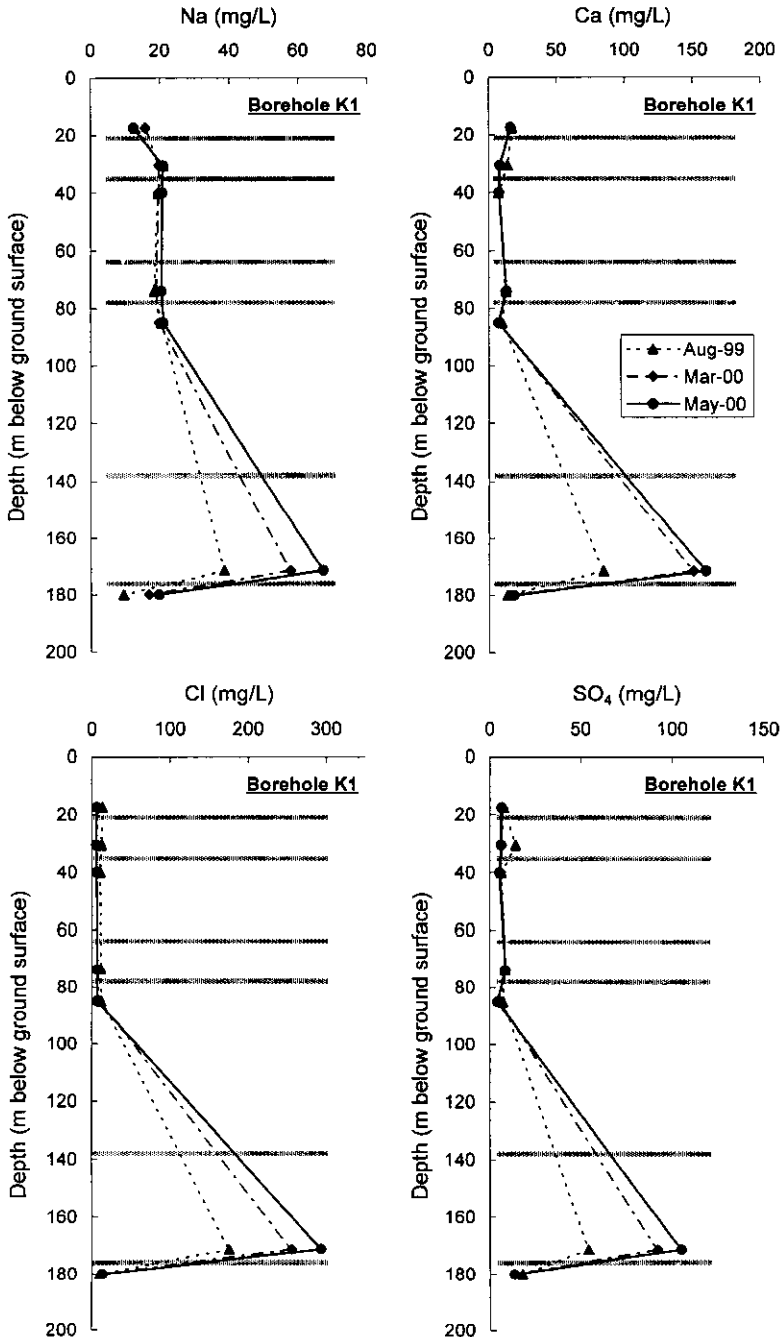 Na (mg/L)
0 20 40 60 80
Borehole K1
Depth (m below ground surface)
0
20
40
60
80
100
120
140
160
180
200
Ca (mg/L)
0 50 100 150 200
Borehole K1
Depth (m below ground surface)
0
20
40
60
80
100
120
140
160
180
200
Aug-99
Mar-00
May-00
Cl (mg/L)
0 100 200 300
Borehole K1
Depth (m below ground surface)
0
20
40
60
80
100
120
140
160
180
200
SO₄ (mg/L)
0 50 100 150
Borehole K1
Depth (m below ground surface)
0
20
40
60
80
100
120
140
160
180
200